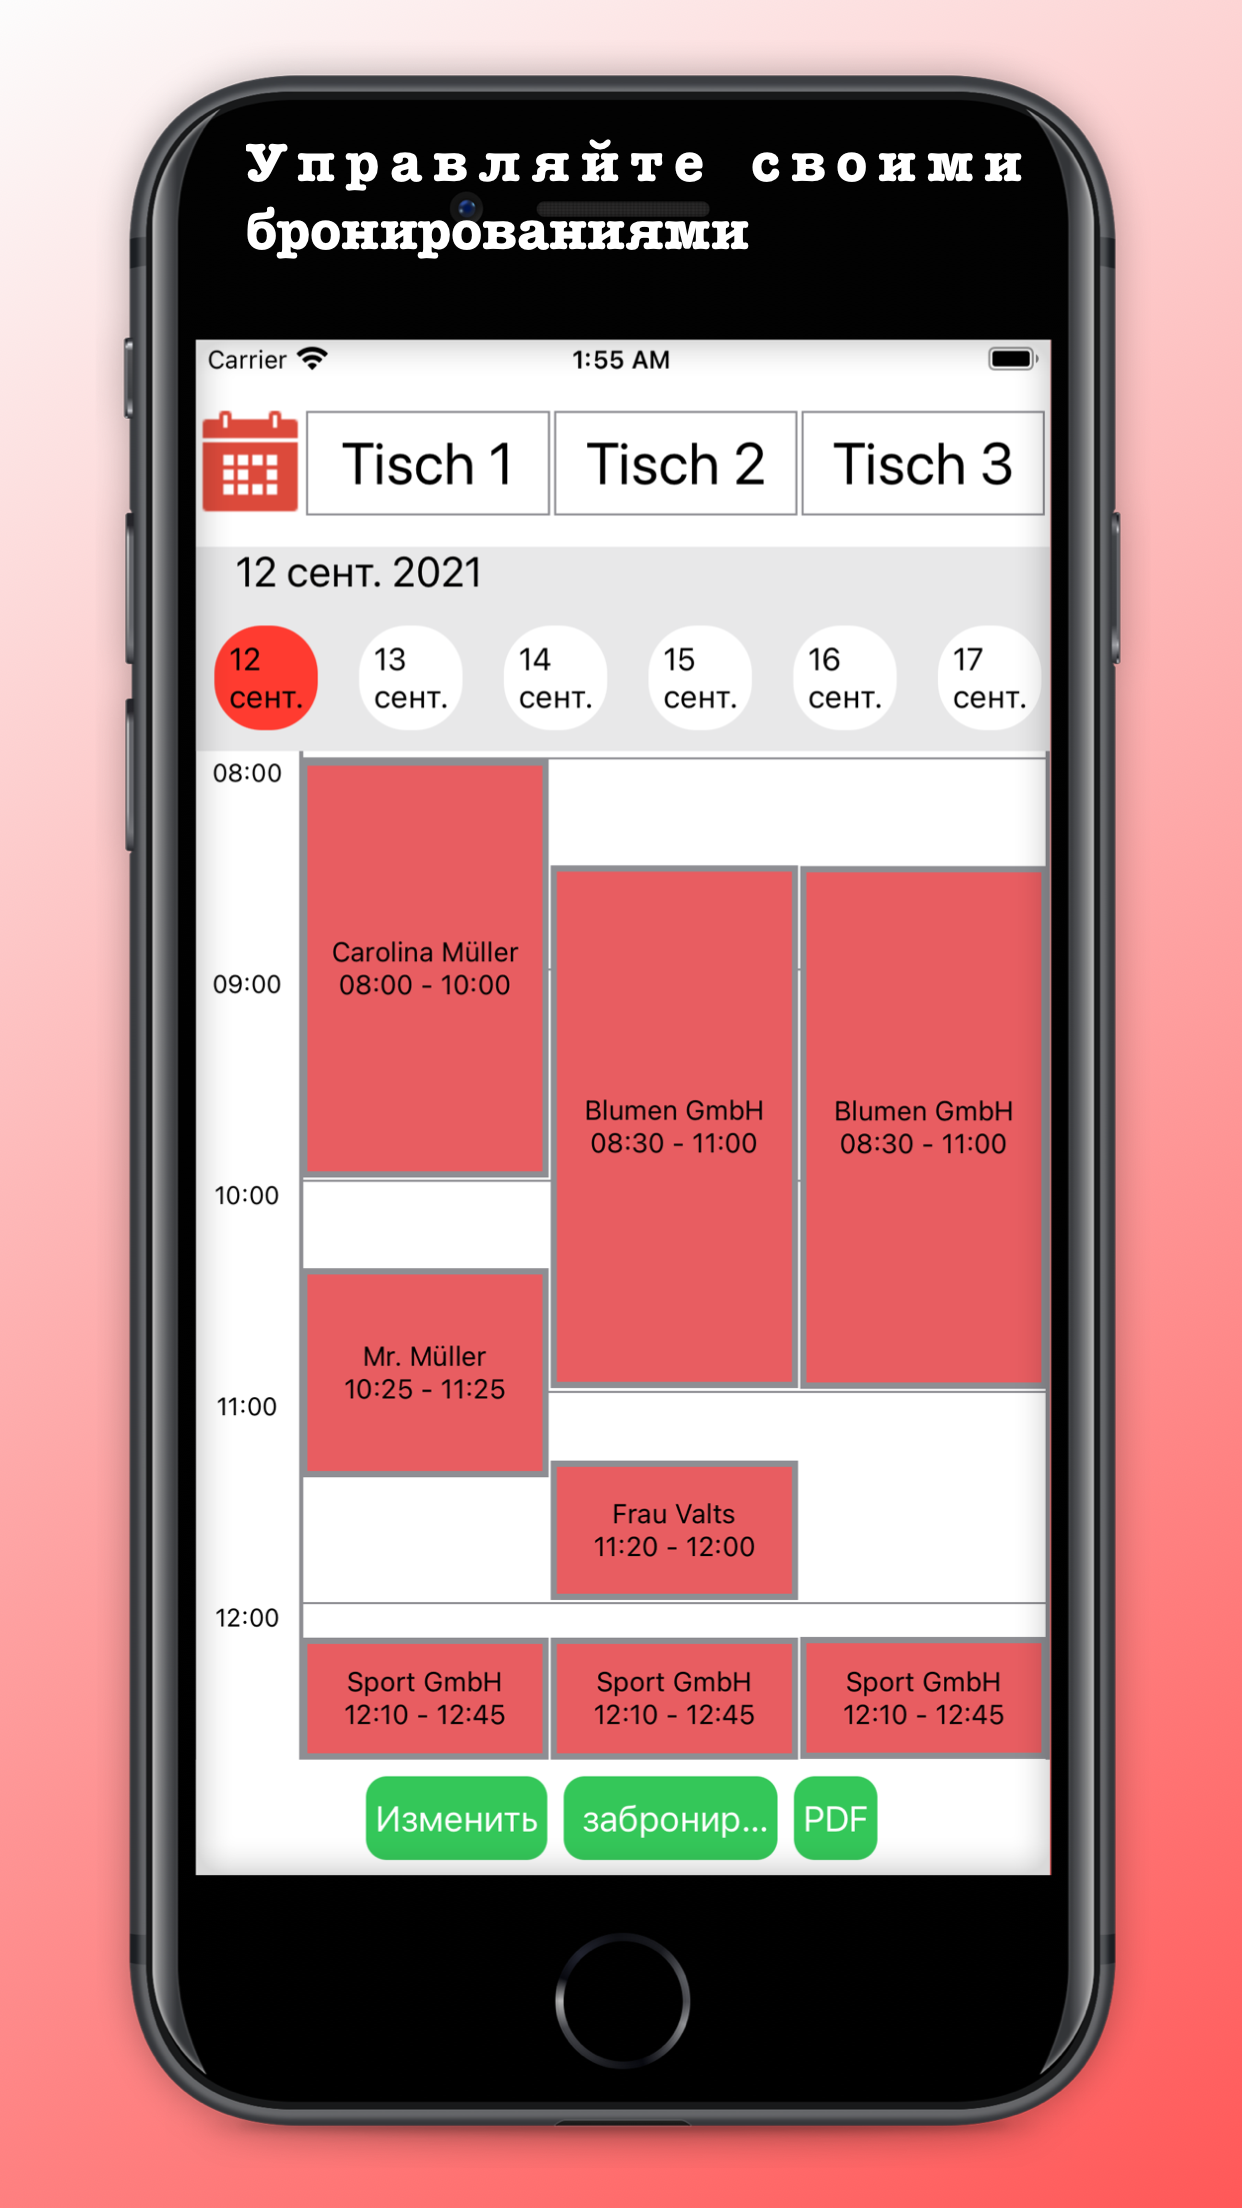 Управляйте своими
бронированиями
Carrier 1:55 AM
Tisch 1 Tisch 2 Tisch 3
12 сент. 2021
12 сент. 13 сент. 14 сент. 15 сент. 16 сент. 17 сент.
08:00
Carolina Müller
08:00 - 10:00
09:00
Blumen GmbH
08:30 - 11:00
Blumen GmbH
08:30 - 11:00
10:00
Mr. Müller
10:25 - 11:25
11:00
Frau Valts
11:20 - 12:00
12:00
Sport GmbH
12:10 - 12:45
Sport GmbH
12:10 - 12:45
Sport GmbH
12:10 - 12:45
Изменить забронир... PDF